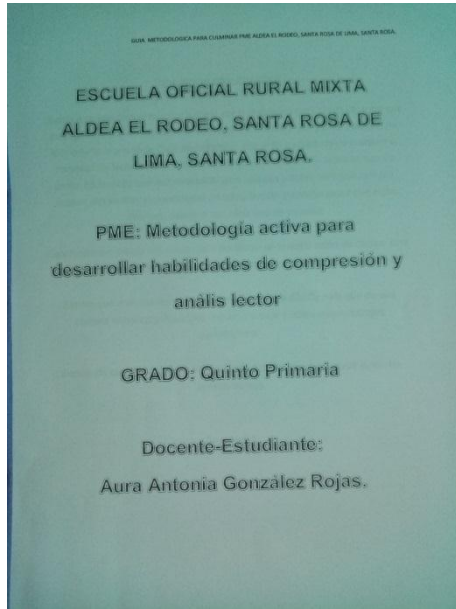 GUIA METODOLOGICA PARA CULMINAR PME ALDEA EL RODEO, SANTA ROSA DE LIMA, SANTA ROSA.
ESCUELA OFICIAL RURAL MIXTA
ALDEA EL RODEO, SANTA ROSA DE
LIMA, SANTA ROSA.
PME: Metodología activa para
desarrollar habilidades de compresión y
anális lector
GRADO: Quinto Primaria
Docente-Estudiante:
Aura Antonia González Rojas.